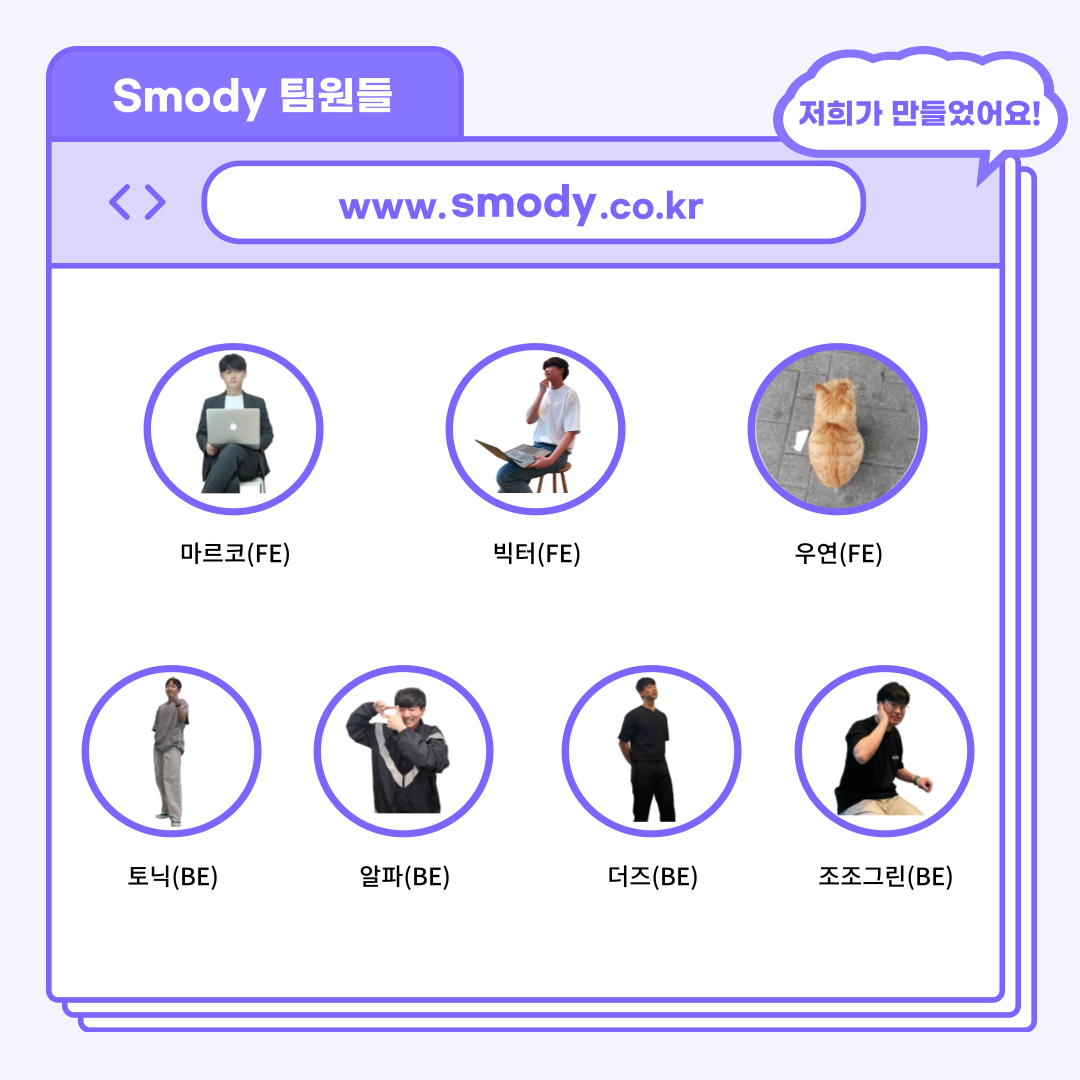 Smody 팀원들
저희가 만들었어요!
www.smody.co.kr
마르코(FE)
빅터(FE)
우연(FE)
토닉(BE)
알파(BE)
더즈(BE)
조조그린(BE)